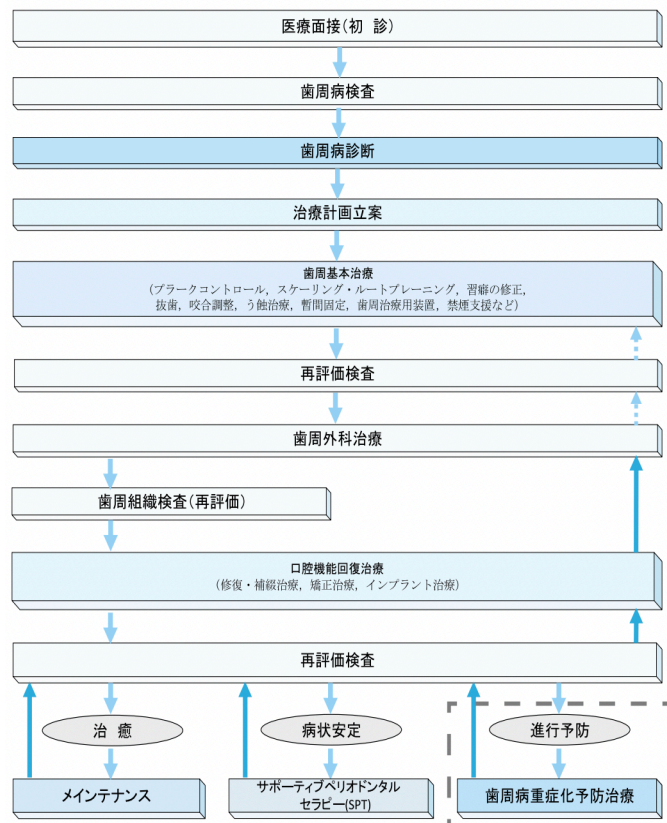 医療面接（初　診）
歯周病検査
歯周病診断
治療計画立案
歯周基本治療
（プラークコントロール，スケーリング・ルートプレーニング，習癖の修正，
抜歯，咬合調整，う蝕治療，暫間固定，歯周治療用装置，禁煙支援など）
再評価検査
歯周外科治療
歯周組織検査（再評価）
口腔機能回復治療
（修復・補綴治療，矯正治療，インプラント治療）
再評価検査
治　癒
病状安定
進行予防
メインテナンス
サポーティブペリオドンタル
セラピー(SPT)
歯周病重症化予防治療